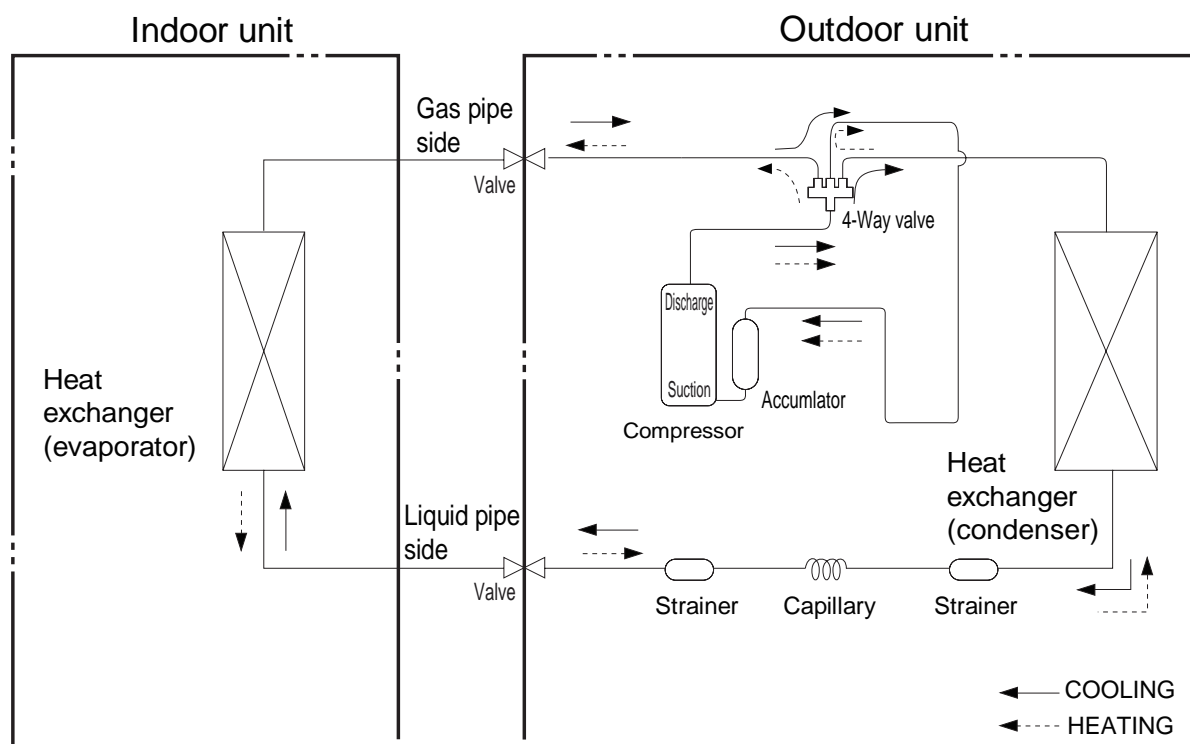 Indoor unit
Outdoor unit
Gas pipe
side
Valve
4-Way valve
Discharge
Suction
Accumlator
Compressor
Heat
exchanger
(evaporator)
Heat
exchanger
(condenser)
Liquid pipe
side
Valve
Strainer
Capillary
Strainer
COOLING
HEATING